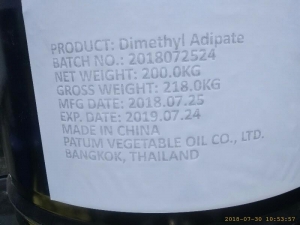 PRODUCT: Dimethyl Adipate
BATCH NO.: 2018072524
NET WEIGHT: 200.0KG
GROSS WEIGHT: 218.0KG
MFG DATE: 2018.07.25
EXP. DATE: 2019.07.24
MADE IN CHINA
PATUM VEGETABLE OIL CO., LTD.
BANGKOK, THAILAND
2018-07-30 10:53:57